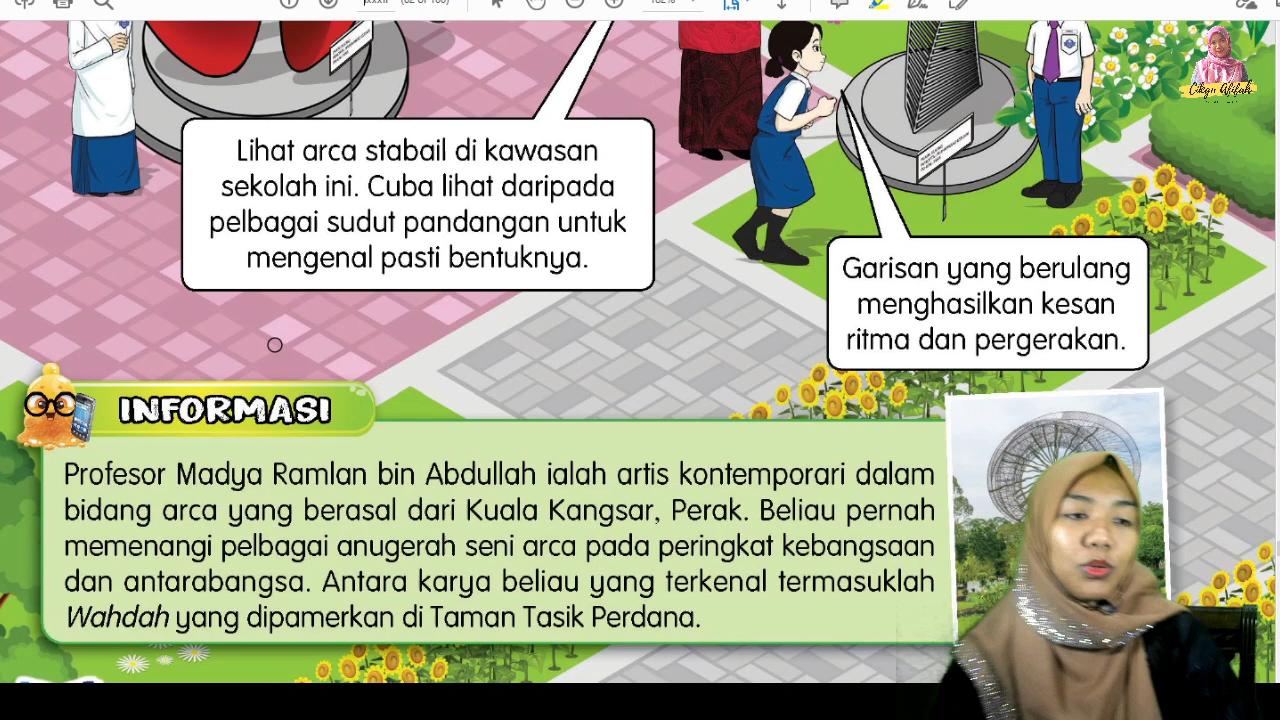 Lihat arca stabail di kawasan
sekolah ini. Cuba lihat daripada
pelbagai sudut pandangan untuk
mengenal pasti bentuknya.
Garisan yang berulang
menghasilkan kesan
ritma dan pergerakan.
INFORMASI
Profesor Madya Ramlan bin Abdullah ialah artis kontemporari dalam
bidang arca yang berasal dari Kuala Kangsar, Perak. Beliau pernah
memenangi pelbagai anugerah seni arca pada peringkat kebangsaan
dan antarabangsa. Antara karya beliau yang terkenal termasuklah
Wahdah yang dipamerkan di Taman Tasik Perdana.